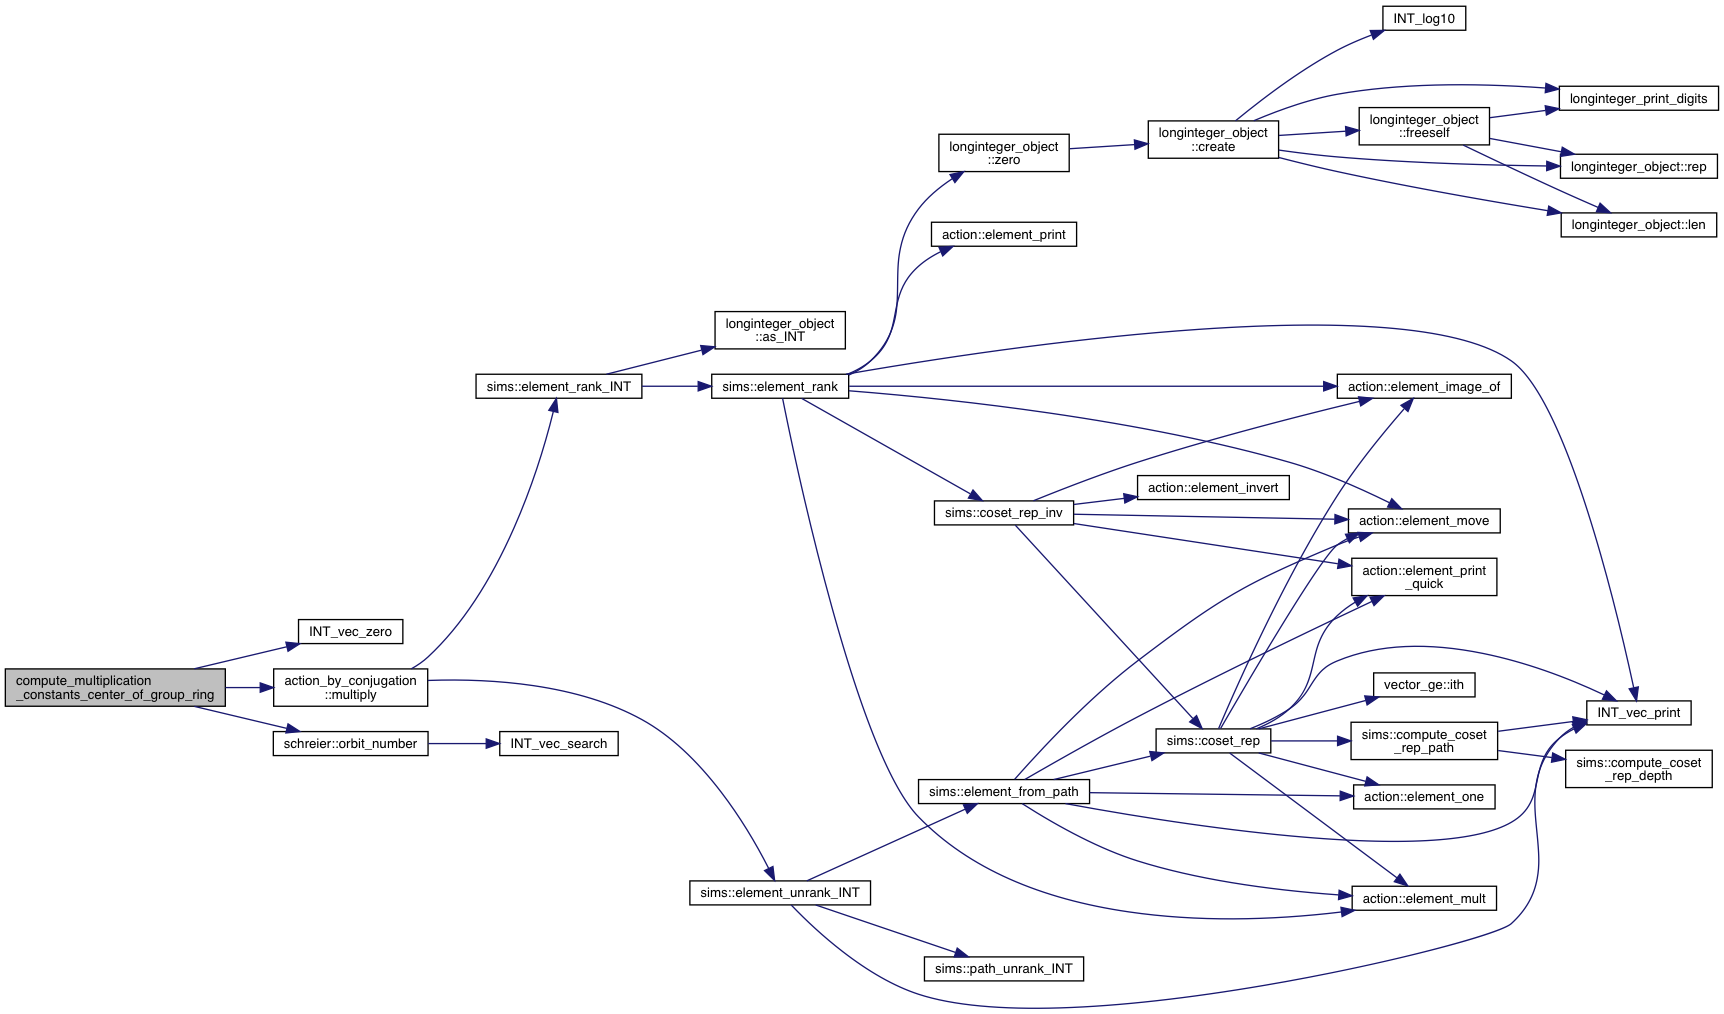 INT_log10
longinteger_print_digits
longinteger_object
::freeself
longinteger_object
::create
longinteger_object
::zero
longinteger_object::rep
longinteger_object::len
action::element_print
longinteger_object
::as_INT
sims::element_rank_INT
sims::element_rank
action::element_image_of
action::element_invert
sims::coset_rep_inv
action::element_move
action::element_print
_quick
INT_vec_zero
compute_multiplication
_constants_center_of_group_ring
action_by_conjugation
::multiply
vector_ge::ith
INT_vec_print
schreier::orbit_number
INT_vec_search
sims::coset_rep
sims::compute_coset
_rep_path
sims::compute_coset
_rep_depth
sims::element_from_path
action::element_one
sims::element_unrank_INT
action::element_mult
sims::path_unrank_INT